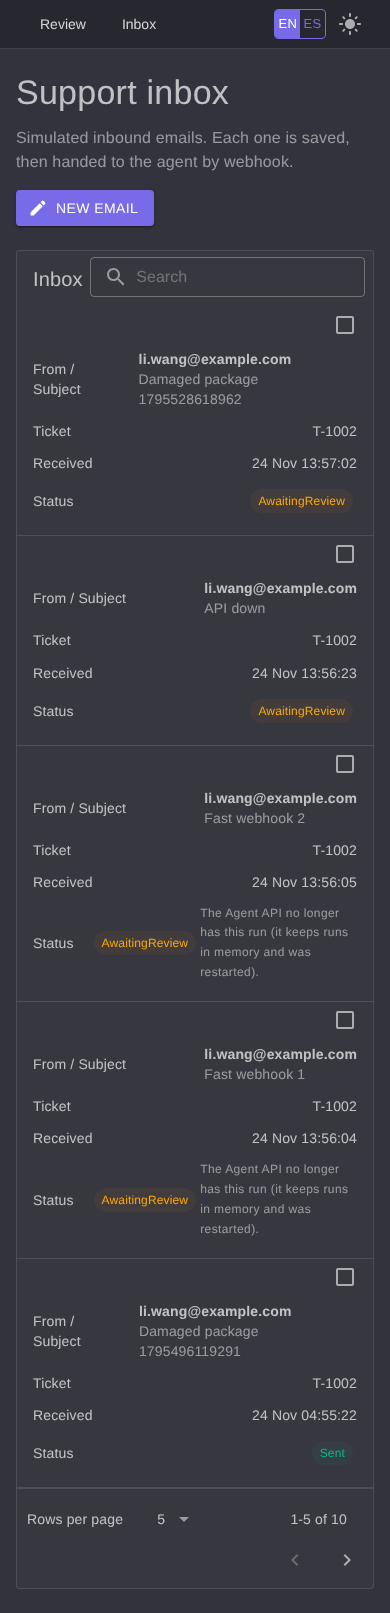 Review Inbox EN ES
Support inbox
Simulated inbound emails. Each one is saved,
then handed to the agent by webhook.
NEW EMAIL
Inbox Search
From / Subject li.wang@example.com
Damaged package
1795528618962
Ticket T-1002
Received 24 Nov 13:57:02
Status AwaitingReview
From / Subject li.wang@example.com
API down
Ticket T-1002
Received 24 Nov 13:56:23
Status AwaitingReview
From / Subject li.wang@example.com
Fast webhook 2
Ticket T-1002
Received 24 Nov 13:56:05
Status AwaitingReview
The Agent API no longer
has this run (it keeps runs
in memory and was
restarted).
From / Subject li.wang@example.com
Fast webhook 1
Ticket T-1002
Received 24 Nov 13:56:04
Status AwaitingReview
The Agent API no longer
has this run (it keeps runs
in memory and was
restarted).
From / Subject li.wang@example.com
Damaged package
1795496119291
Ticket T-1002
Received 24 Nov 04:55:22
Status Sent
Rows per page 5 1-5 of 10